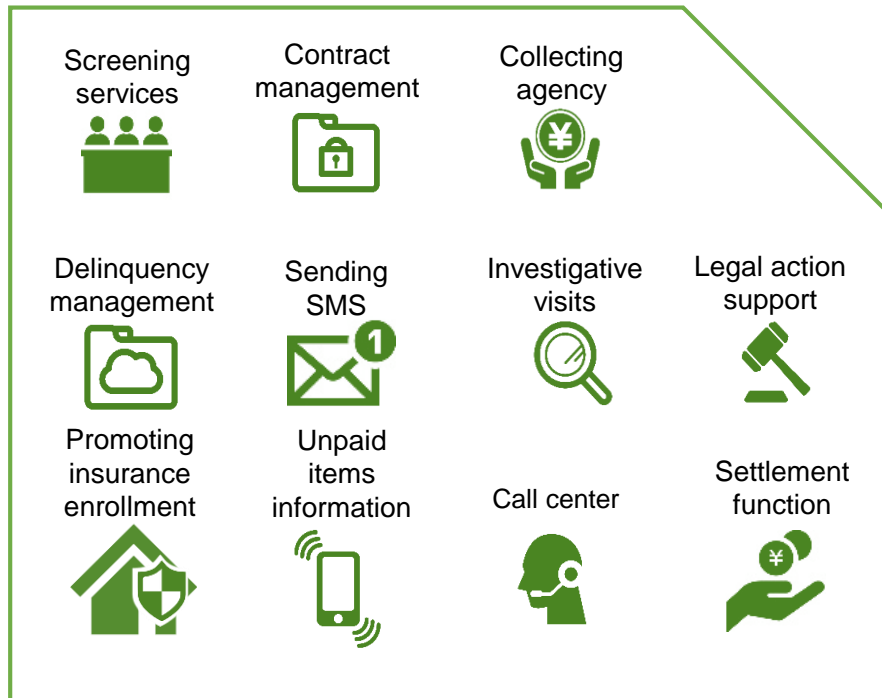 Screening
services
Contract
management
Collecting
agency
¥
Delinquency
management
Sending
SMS
1
Investigative
visits
Legal action
support
Promoting
insurance
enrollment
Unpaid
items
information
Call center
Settlement
function
¥